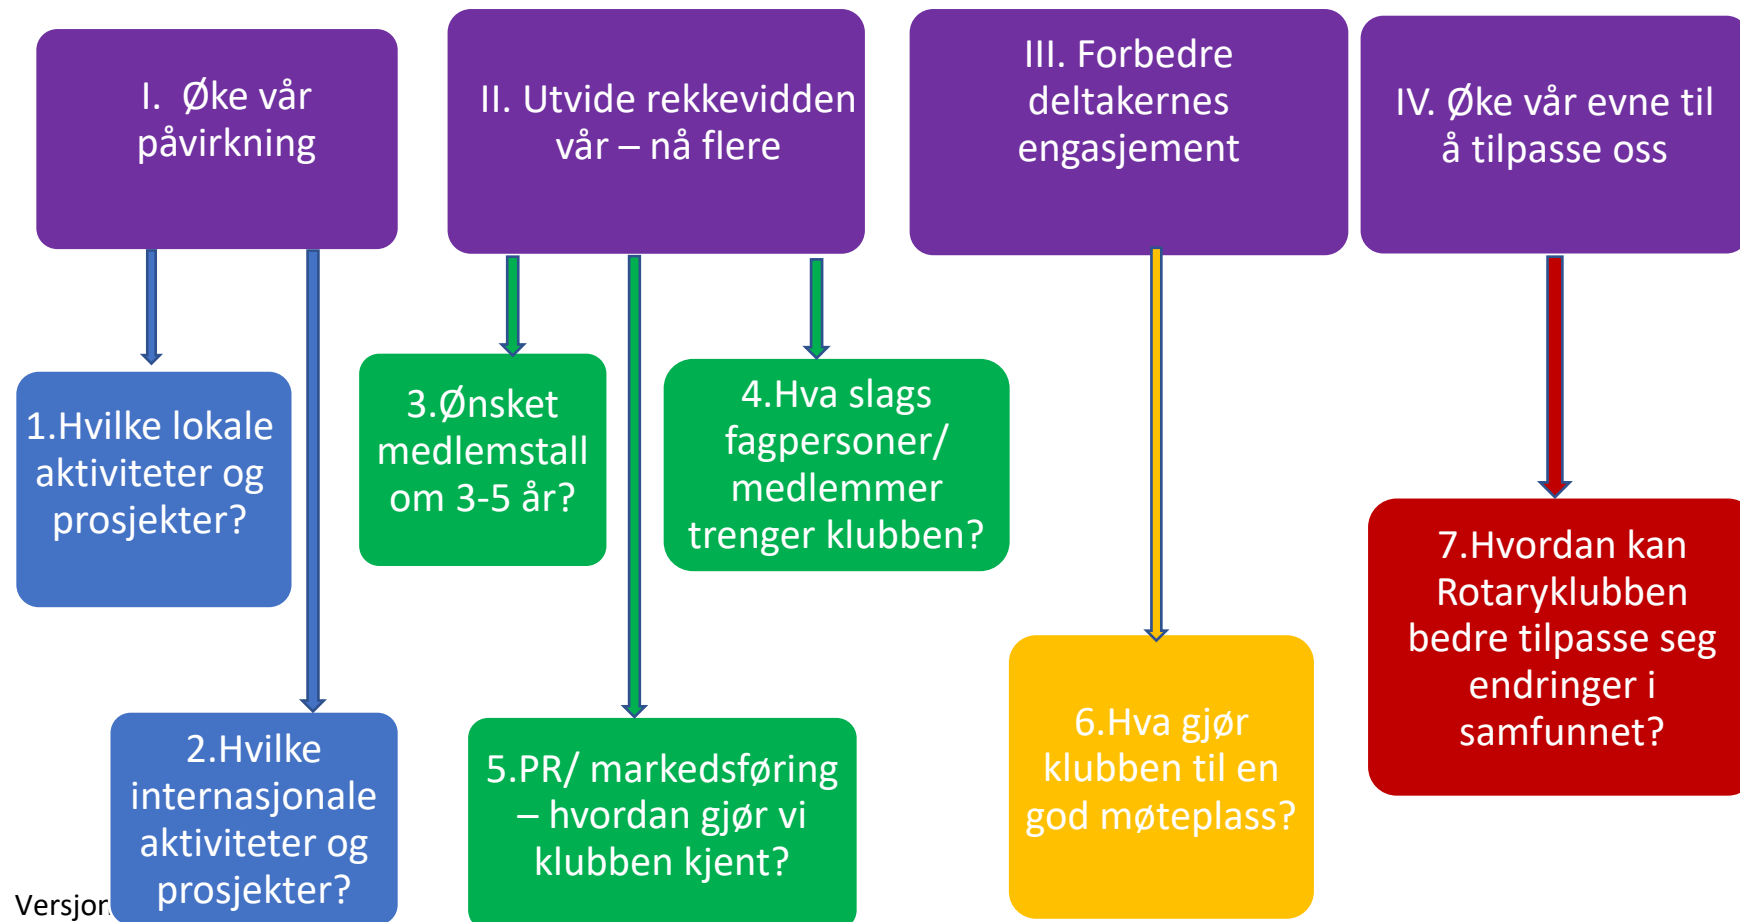 I. Øke vår
påvirkning
II. Utvide rekkevidden
vår – nå flere
III. Forbedre
deltakernes
engasjement
IV. Øke vår evne til
å tilpasse oss
1.Hvilke lokale
aktiviteter og
prosjekter?
2.Hvilke
internasjonale
aktiviteter og
prosjekter?
3.Ønsket
medlemstall
om 3-5 år?
4.Hva slags
fagpersoner/
medlemmer
trenger klubben?
5.PR/ markedsføring
– hvordan gjør vi
klubben kjent?
6.Hva gjør
klubben til en
god møteplass?
7.Hvordan kan
Rotaryklubben
bedre tilpasse seg
endringer i
samfunnet?